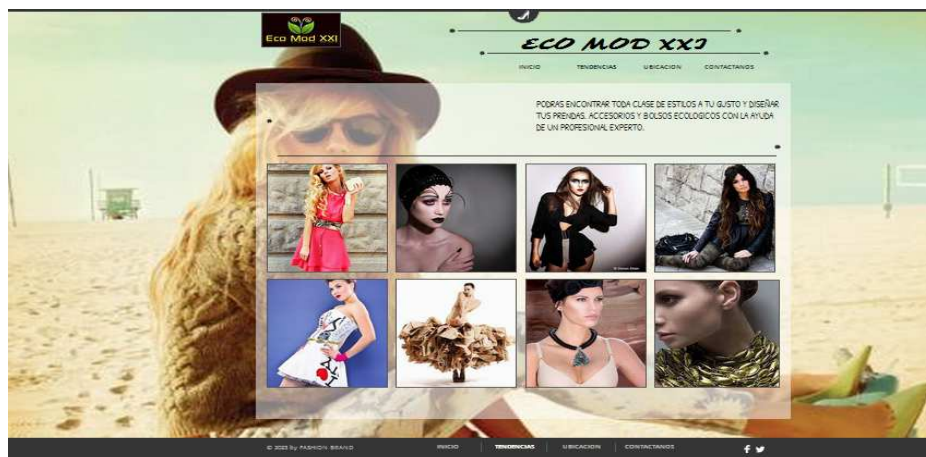 Eco Mod XXI
ECO MOD XXI
INICIO TENDENCIAS UBICACION CONTACTANOS
PODRAS ENCONTRAR TODA CLASE DE ESTILOS A TU GUSTO Y DISEÑAR
TUS PRENDAS. ACCESORIOS Y BOLSOS ECOLOGICOS CON LA AYUDA
DE UN PROFESIONAL EXPERTO.
© 2023 by FASHION BRAND
INICIO TENDENCIAS UBICACION CONTACTANOS